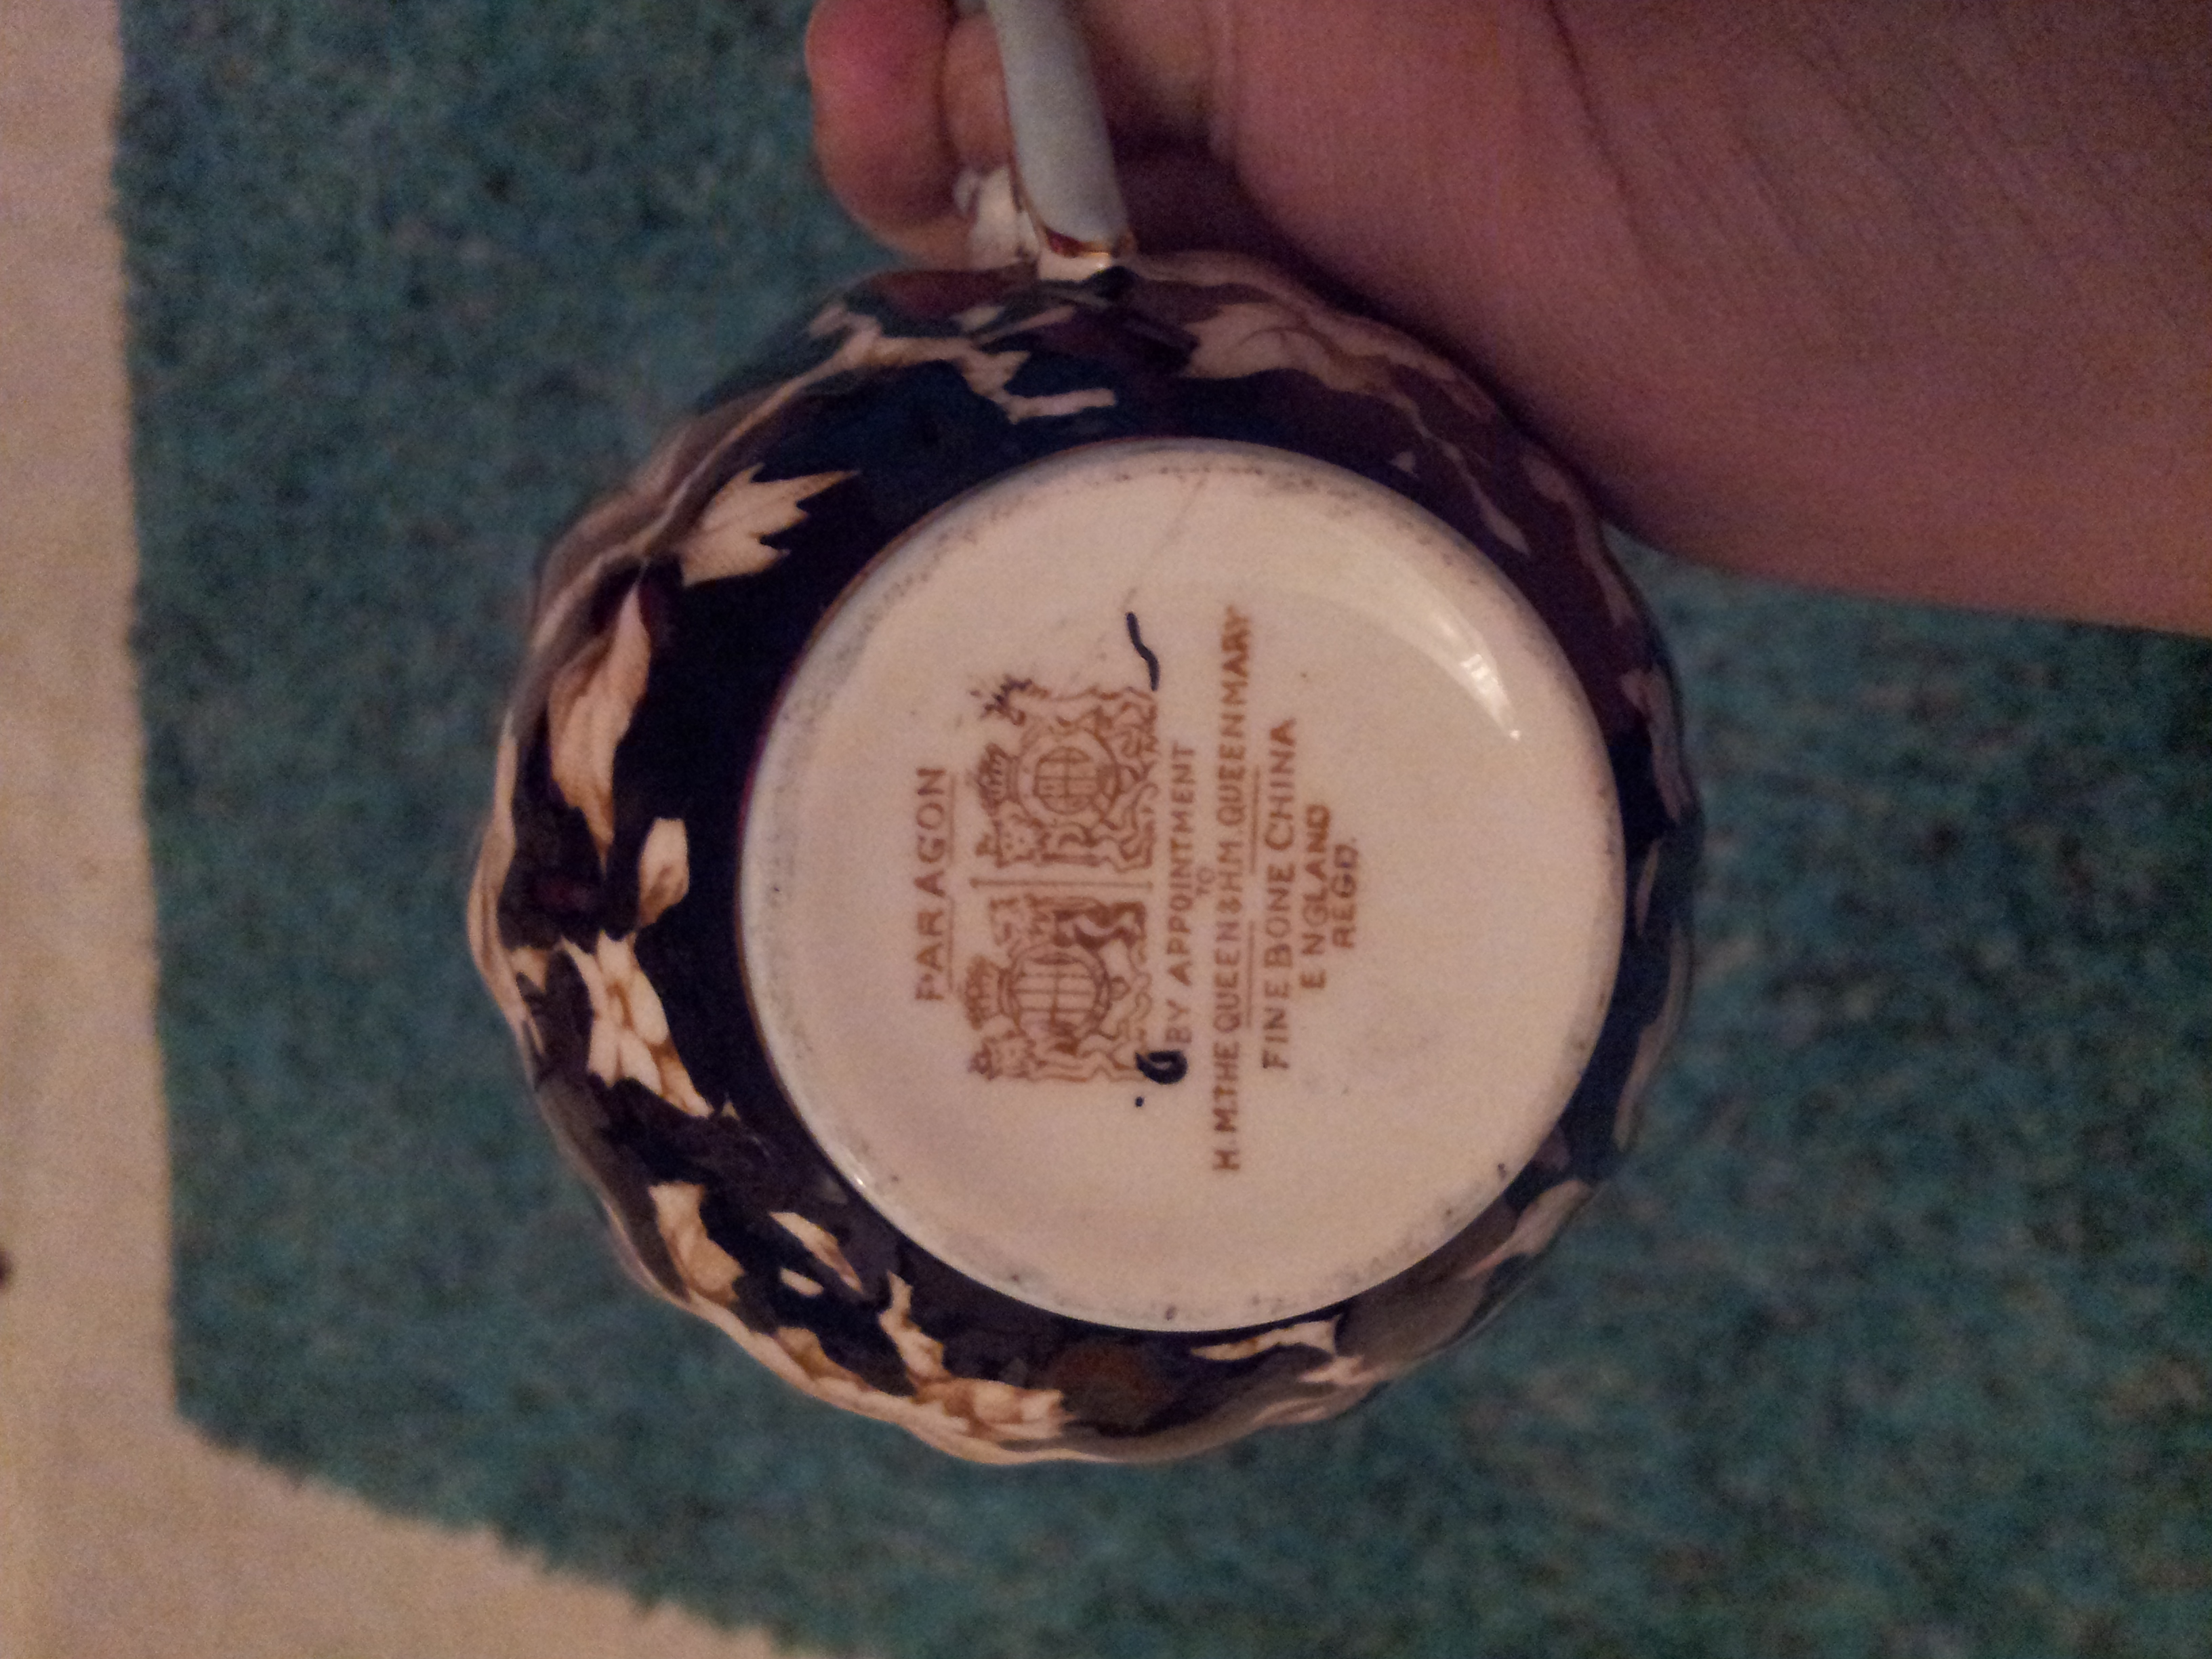 PARAGON
BY APPOINTMENT
TO
H.M.THE QUEEN & H.M. QUEEN MARY
FINE BONE CHINA
ENGLAND
REGD.